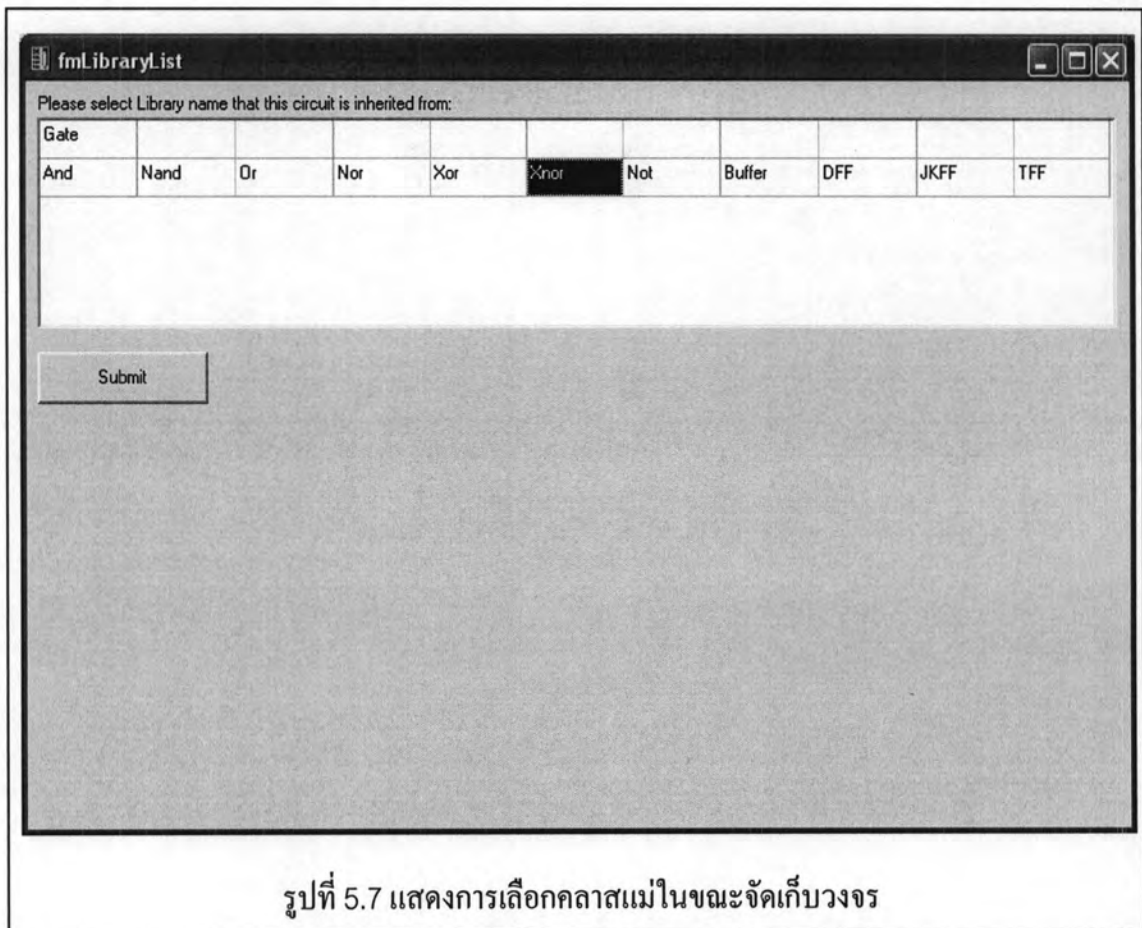 fmLibraryList
Please select Library name that this circuit is inherited from:
Gate
And Nand Or Nor Xor Xnor Not Buffer DFF JKFF TFF
Submit
รูปที่ 5.7 แสดงการเลือกคลาสแม่ในขณะจัดเก็บวงจร